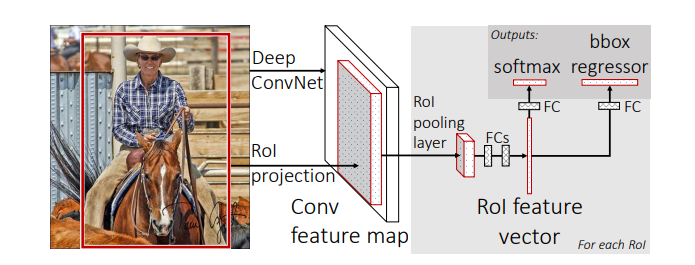 Deep
ConvNet
RoI
projection
Conv
feature map
RoI
pooling
layer
FCs
RoI feature
vector
For each RoI
Outputs:
softmax
bbox
regressor
FC
FC